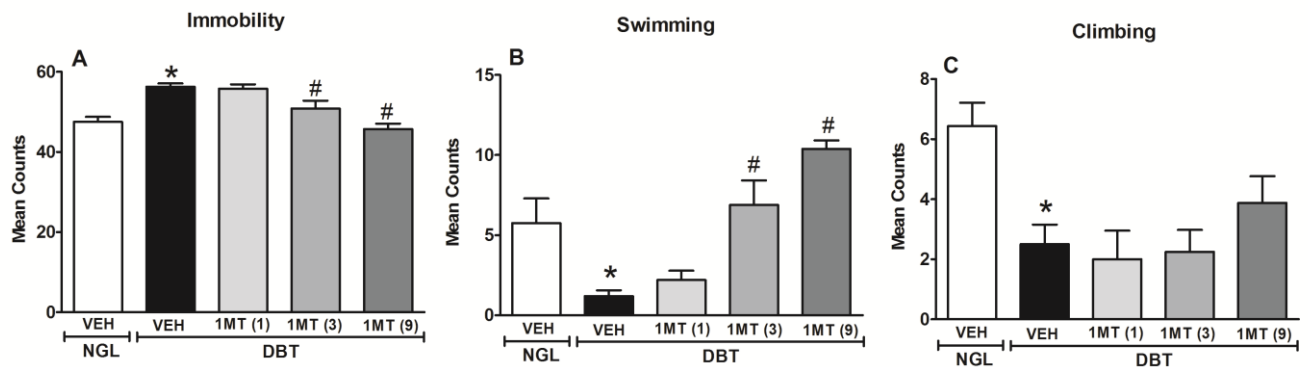 Immobility
A
Mean Counts
60
40
20
0
*
#
#
VEH
VEH
1MT (1)
1MT (3)
1MT (9)
NGL
DBT
Swimming
B
Mean Counts
15
10
5
0
*
#
#
VEH
VEH
1MT (1)
1MT (3)
1MT (9)
NGL
DBT
Climbing
C
Mean Counts
8
6
4
2
0
*
VEH
VEH
1MT (1)
1MT (3)
1MT (9)
NGL
DBT